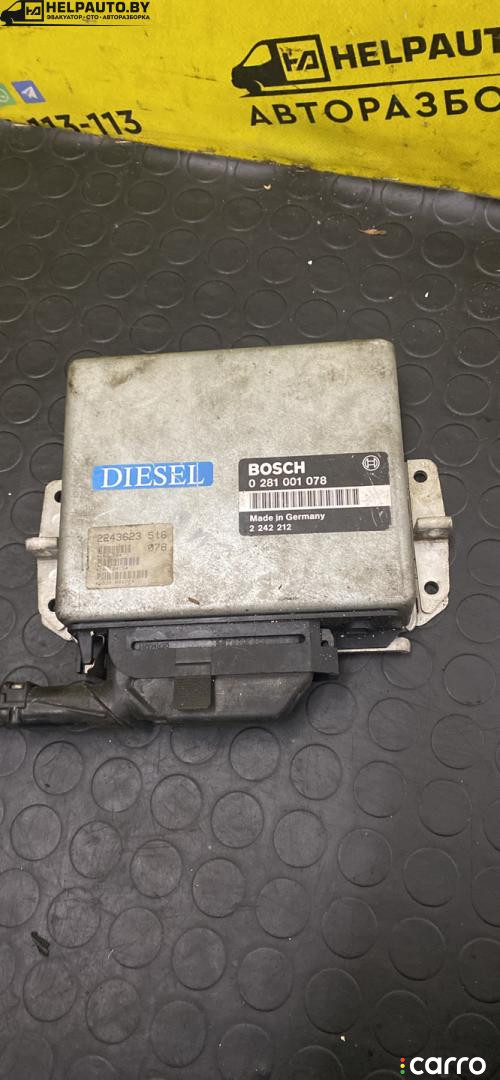 HELPAUTO.BY
ЭВАКУАТОР•СТО•АВТОРАЗБОРКА
HELPAUTO
АВТОРАЗБО
113-113
DIESEL
BOSCH
0 281 001 078
Made in Germany
2 242 212
2243623 516
078
carro